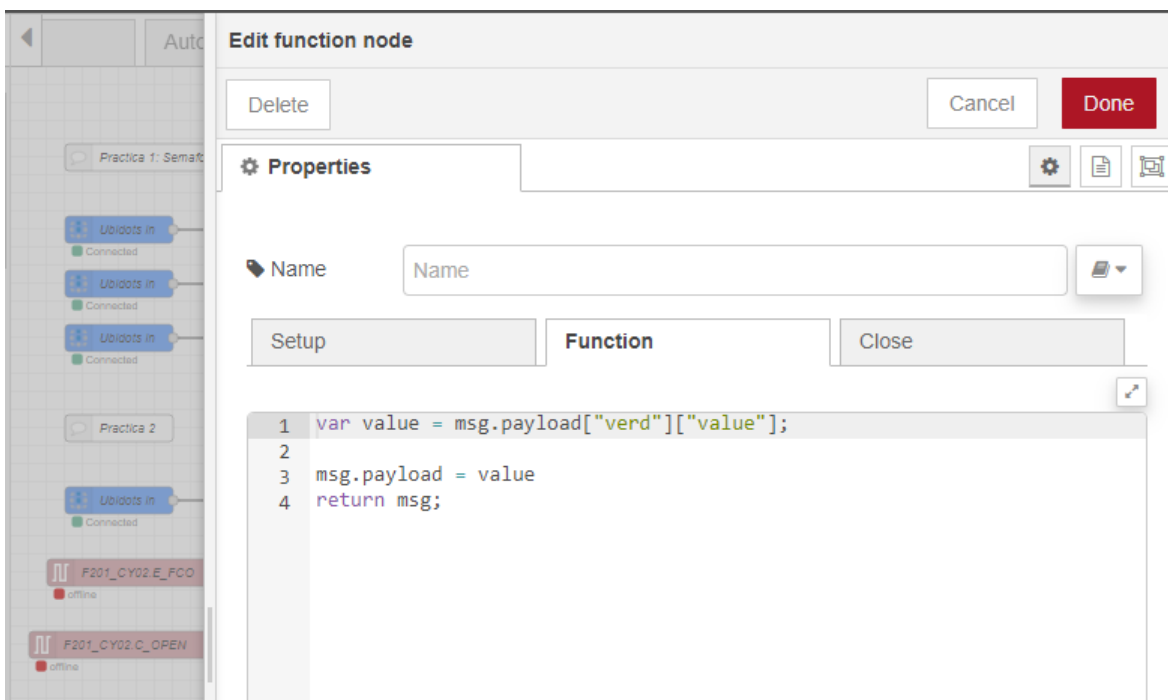 Auto
Edit function node
Delete
Cancel
Done
Properties
Name
Name
Setup
Function
Close
1 var value = msg.payload["verd"]["value"];
2
3 msg.payload = value
4 return msg;
Practica 1: Semafo
Ubidots in
Connected
Ubidots in
Connected
Ubidots in
Connected
Practica 2
Ubidots in
Connected
F201_CY02.E_FCO
offline
F201_CY02.C_OPEN
offline